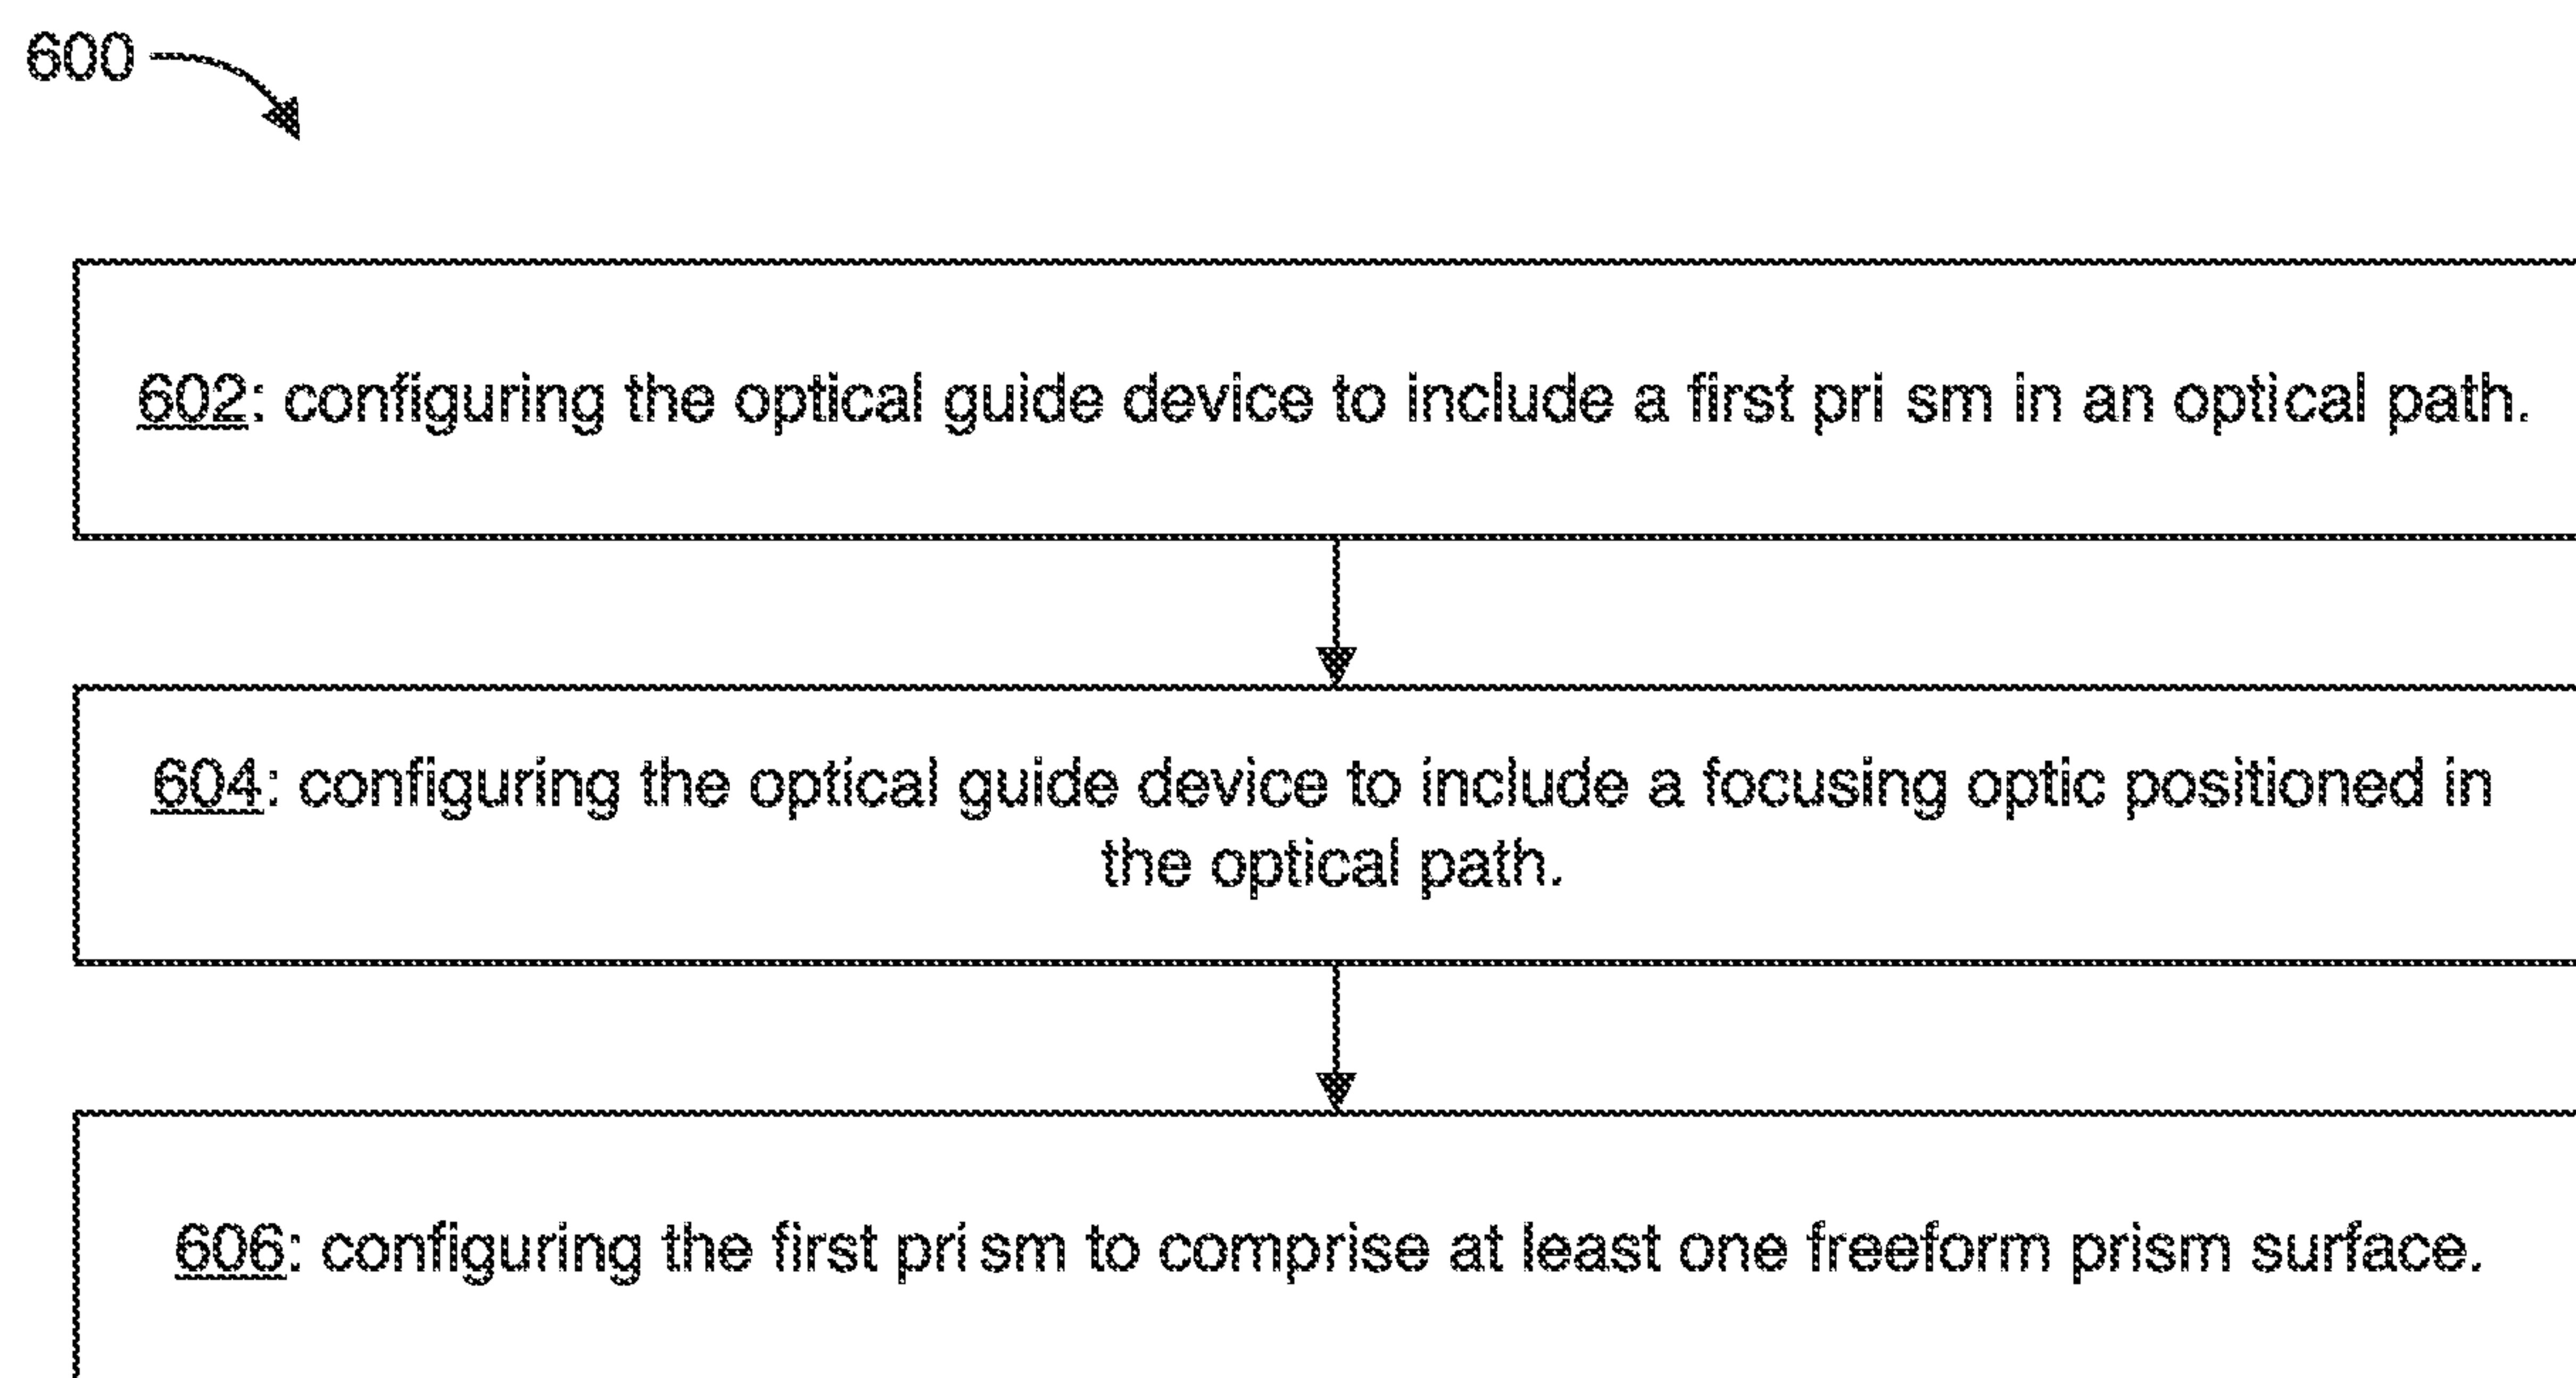 600
602: configuring the optical guide device to include a first pri sm in an optical path.
604: configuring the optical guide device to include a focusing optic positioned in
the optical path.
606: configuring the first pri sm to comprise at least one freeform prism surface.